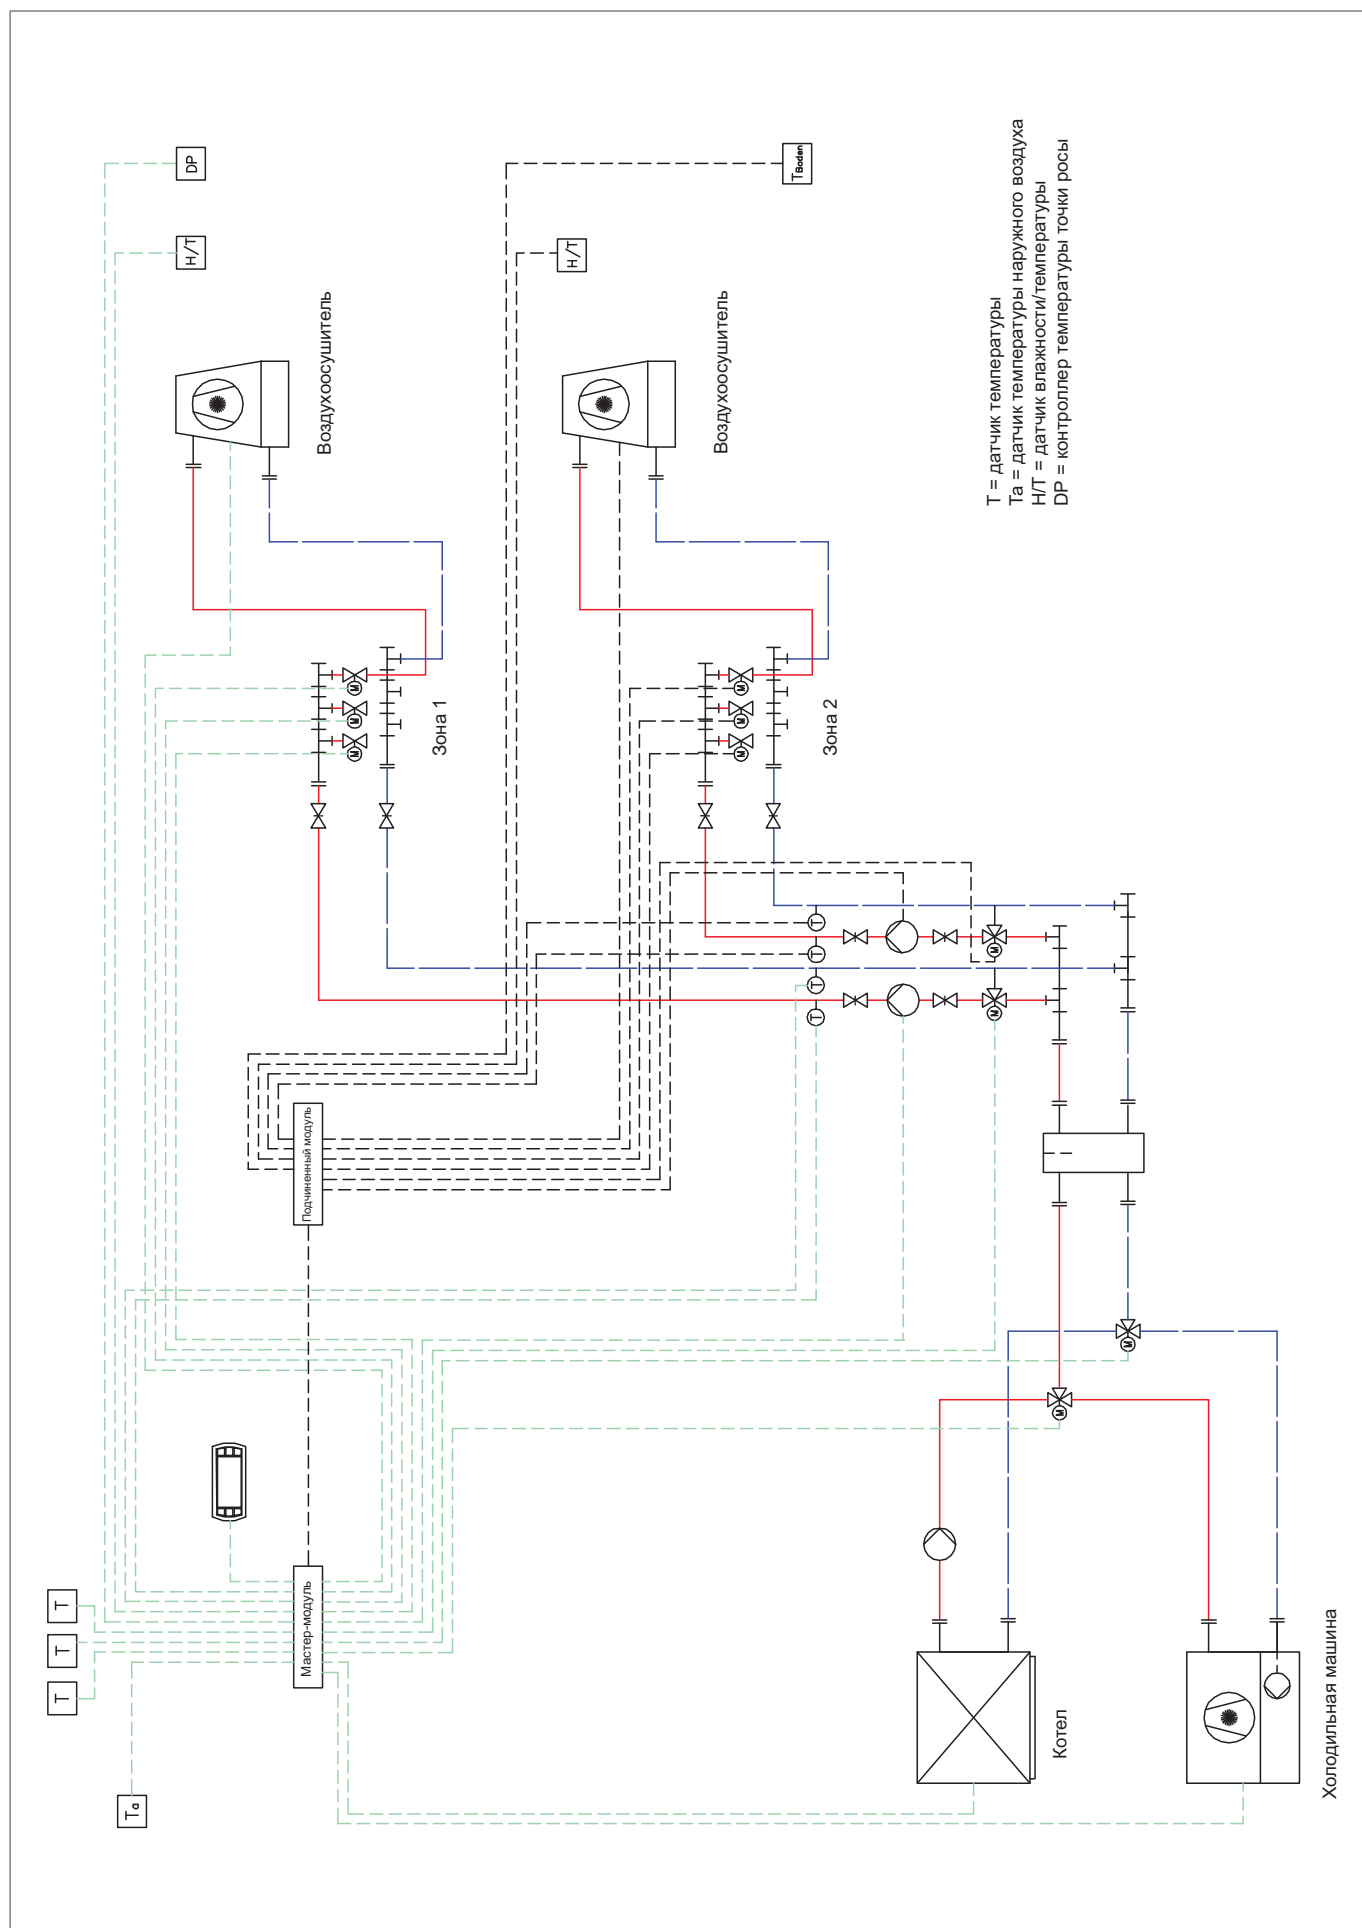 DP
H/T
TBoden
H/T
Воздухоосушитель
Воздухоосушитель
T = датчик температуры
Ta = датчик температуры наружного воздуха
H/T = датчик влажности/температуры
DP = контроллер температуры точки росы
M
M
M
Зона 1
M
M
M
Зона 2
T
T
T
T
M
M
Подчиненный модуль
M
M
Мастер-модуль
T
T
T
Ta
Котел
Холодильная машина